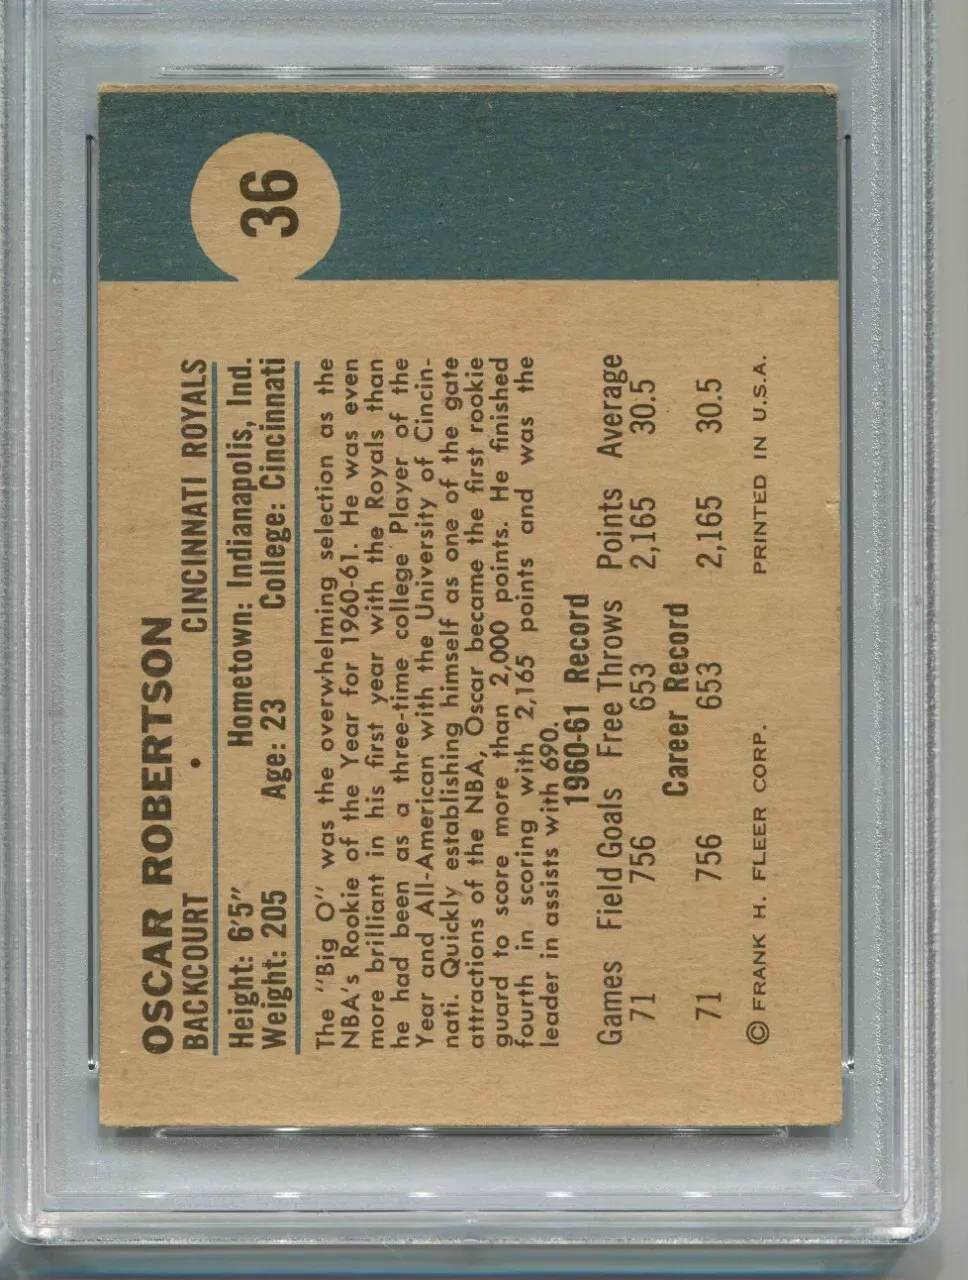 OSCAR ROBERTSON
BACKCOURT • CINCINNATI ROYALS
36
Height: 6'5" Hometown: Indianapolis, Ind.
Weight: 205 Age: 23 College: Cincinnati
The "Big O" was the overwhelming selection as the
NBA's Rookie of the Year for 1960-61. He was even
more brilliant in his first year with the Royals than
he had been as a three-time college Player of the
Year and All-American with the University of Cincin-
nati. Quickly establishing himself as one of the gate
attractions of the NBA, Oscar became the first rookie
guard to score more than 2,000 points. He finished
fourth in scoring with 2,165 points and was the
leader in assists with 690.
1960-61 Record
Games Field Goals Free Throws Points Average
71 756 653 2,165 30.5
Career Record
71 756 653 2,165 30.5
© FRANK H. FLEER CORP. PRINTED IN U.S.A.